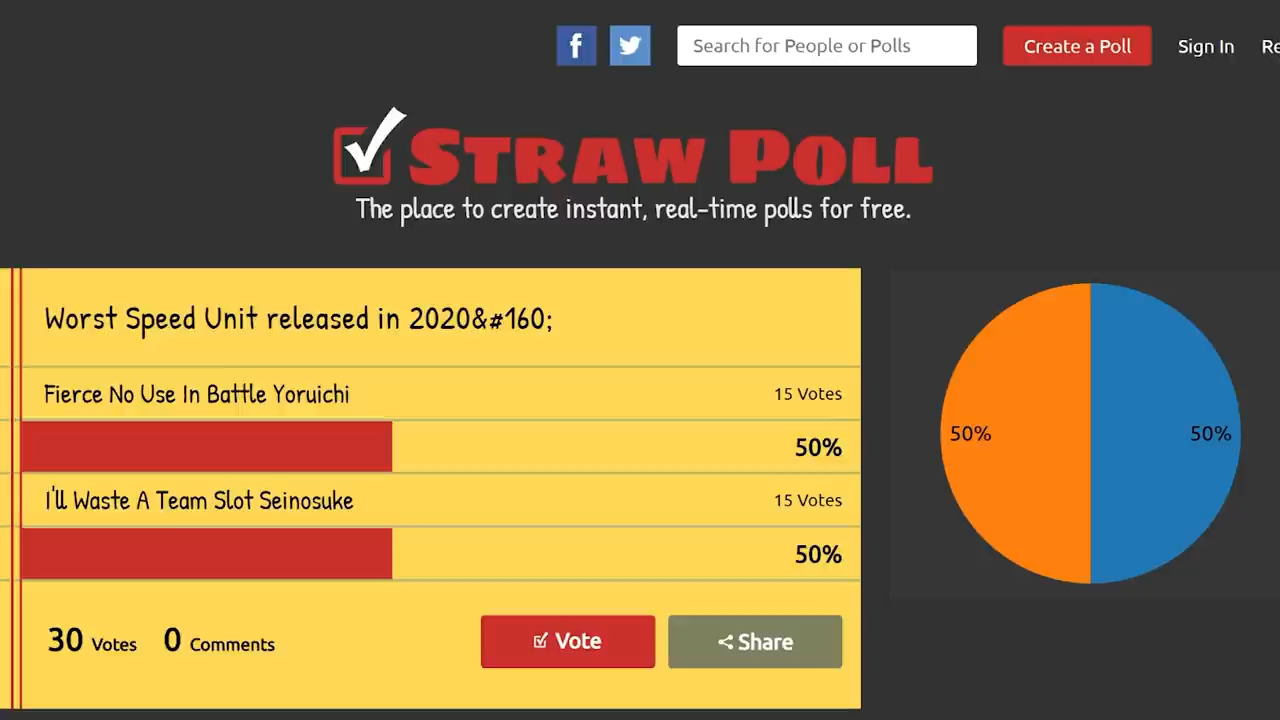 f
Search for People or Polls
Create a Poll
Sign In
Re
STRAW POLL
The place to create instant, real-time polls for free.
Worst Speed Unit released in 2020&#160;
Fierce No Use In Battle Yoruichi
15 Votes
50%
I'll Waste A Team Slot Seinosuke
15 Votes
50%
30 Votes
0 Comments
Vote
Share
50%
50%